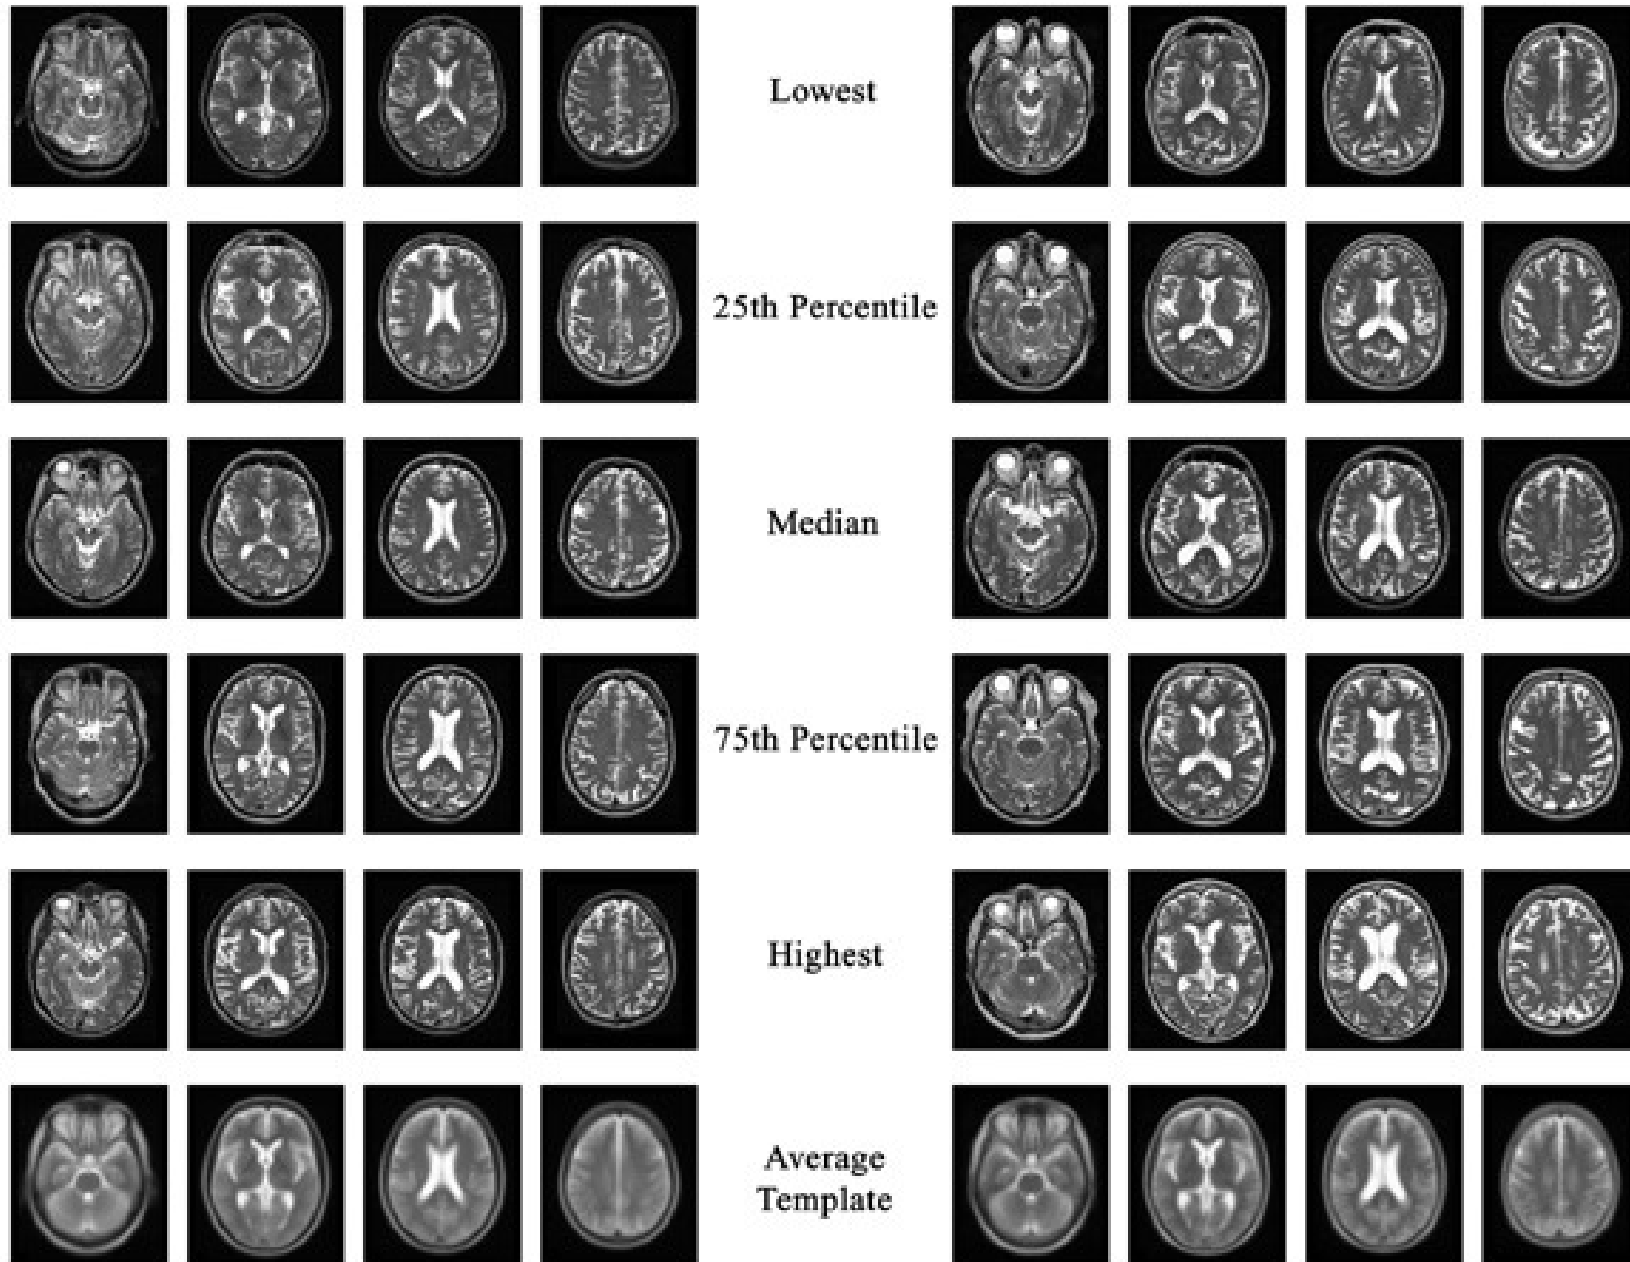 Lowest
25th Percentile
Median
75th Percentile
Highest
Average
Template